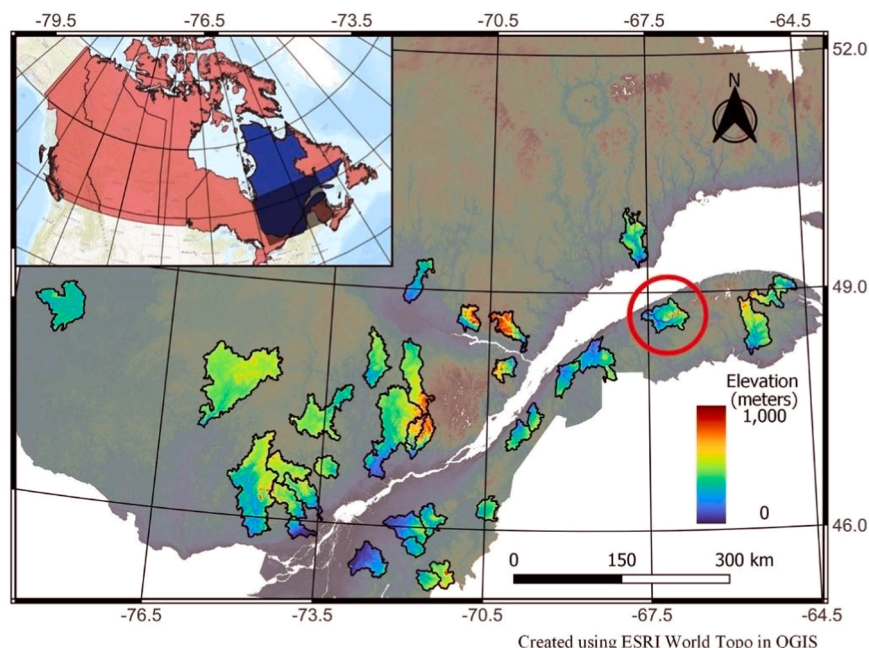 -79.5 -76.5 -73.5 -70.5 -67.5 -64.5
52.0
N
49.0
Elevation
(meters)
1,000
0
46.0
0 150 300 km
-76.5 -73.5 -70.5 -67.5 -64.5
Created using ESRI World Topo in QGIS